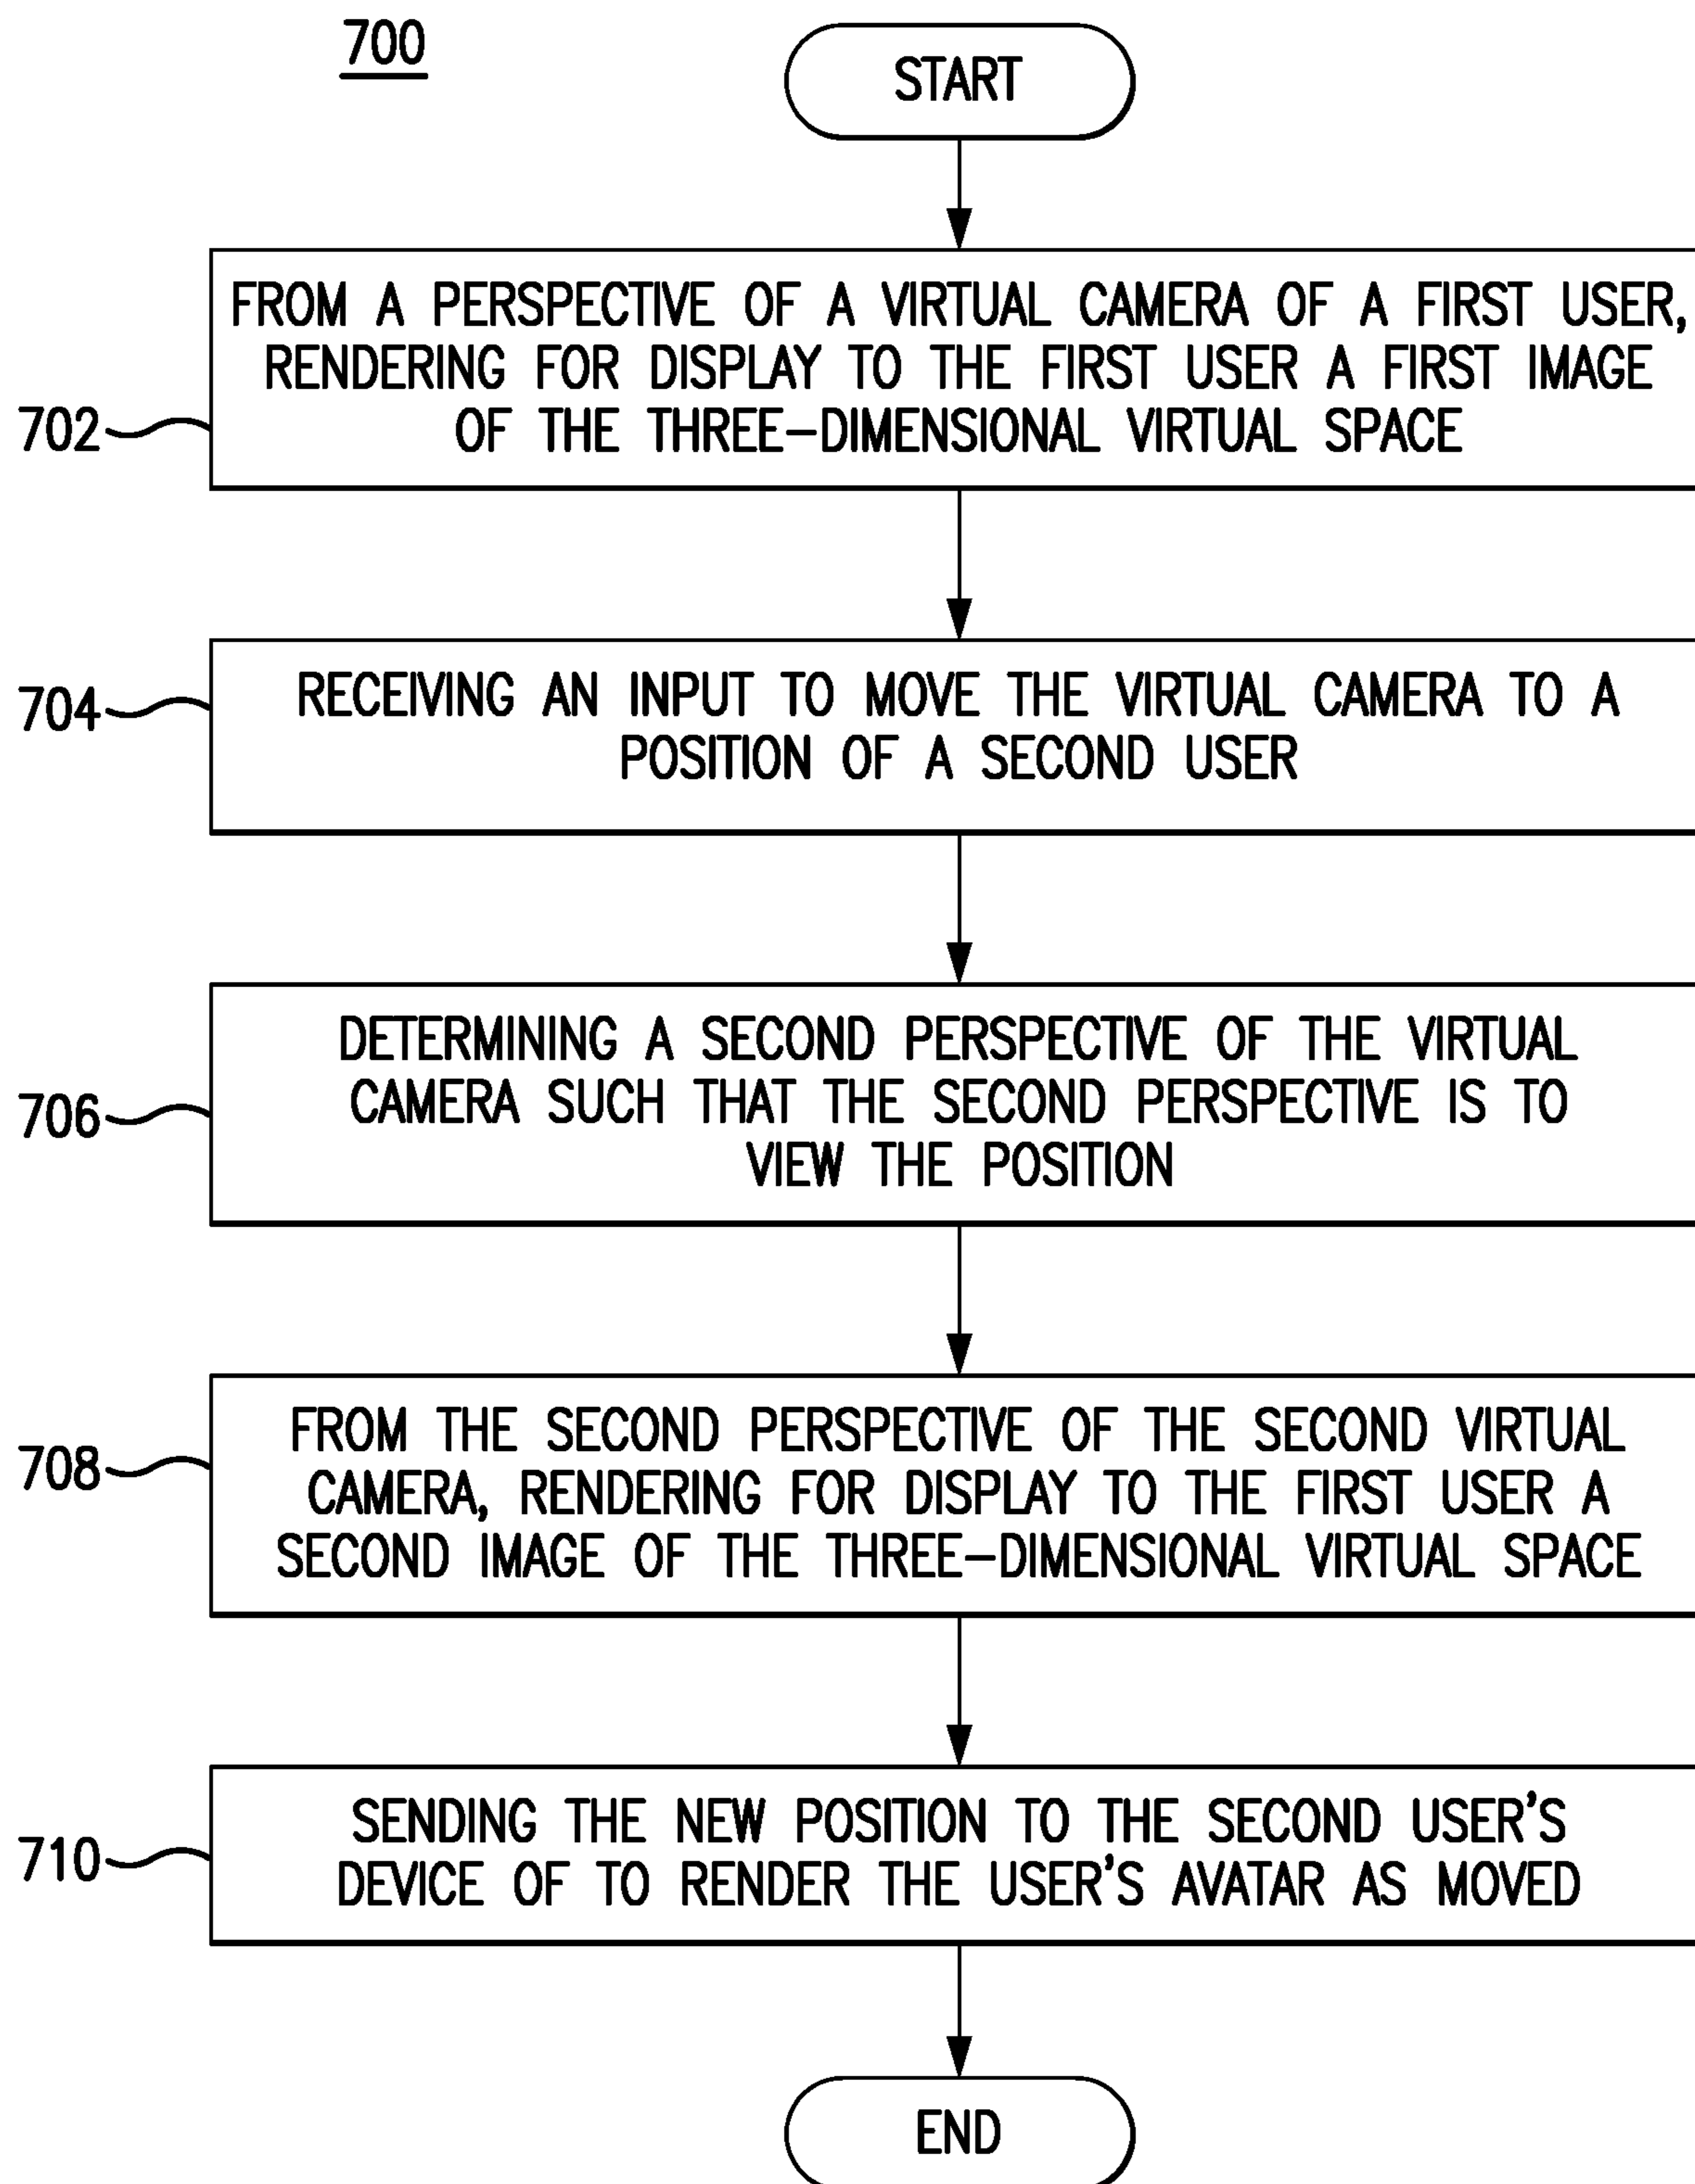 700
START
FROM A PERSPECTIVE OF A VIRTUAL CAMERA OF A FIRST USER,
RENDERING FOR DISPLAY TO THE FIRST USER A FIRST IMAGE
OF THE THREE-DIMENSIONAL VIRTUAL SPACE
702
RECEIVING AN INPUT TO MOVE THE VIRTUAL CAMERA TO A
POSITION OF A SECOND USER
704
DETERMINING A SECOND PERSPECTIVE OF THE VIRTUAL
CAMERA SUCH THAT THE SECOND PERSPECTIVE IS TO
VIEW THE POSITION
706
FROM THE SECOND PERSPECTIVE OF THE SECOND VIRTUAL
CAMERA, RENDERING FOR DISPLAY TO THE FIRST USER A
SECOND IMAGE OF THE THREE-DIMENSIONAL VIRTUAL SPACE
708
SENDING THE NEW POSITION TO THE SECOND USER'S
DEVICE OF TO RENDER THE USER'S AVATAR AS MOVED
710
END